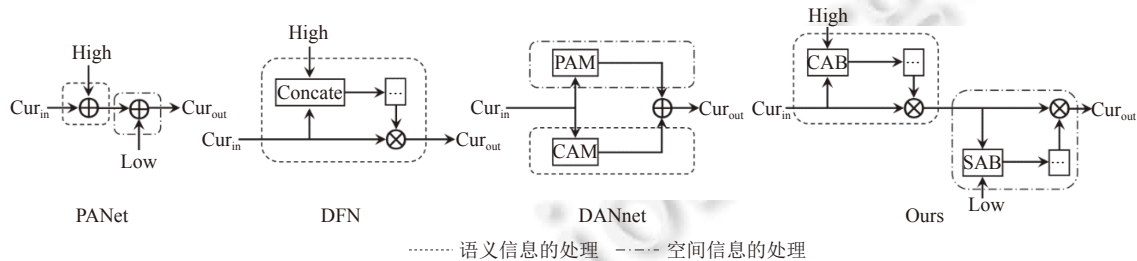 High
Cur_in
Cur_out
Low
PANet
High
Concate
...
Cur_in
Cur_out
DFN
PAM
Cur_in
Cur_out
CAM
DANnet
High
CAB
...
Cur_in
Cur_out
SAB
...
Low
Ours
语义信息的处理
空间信息的处理